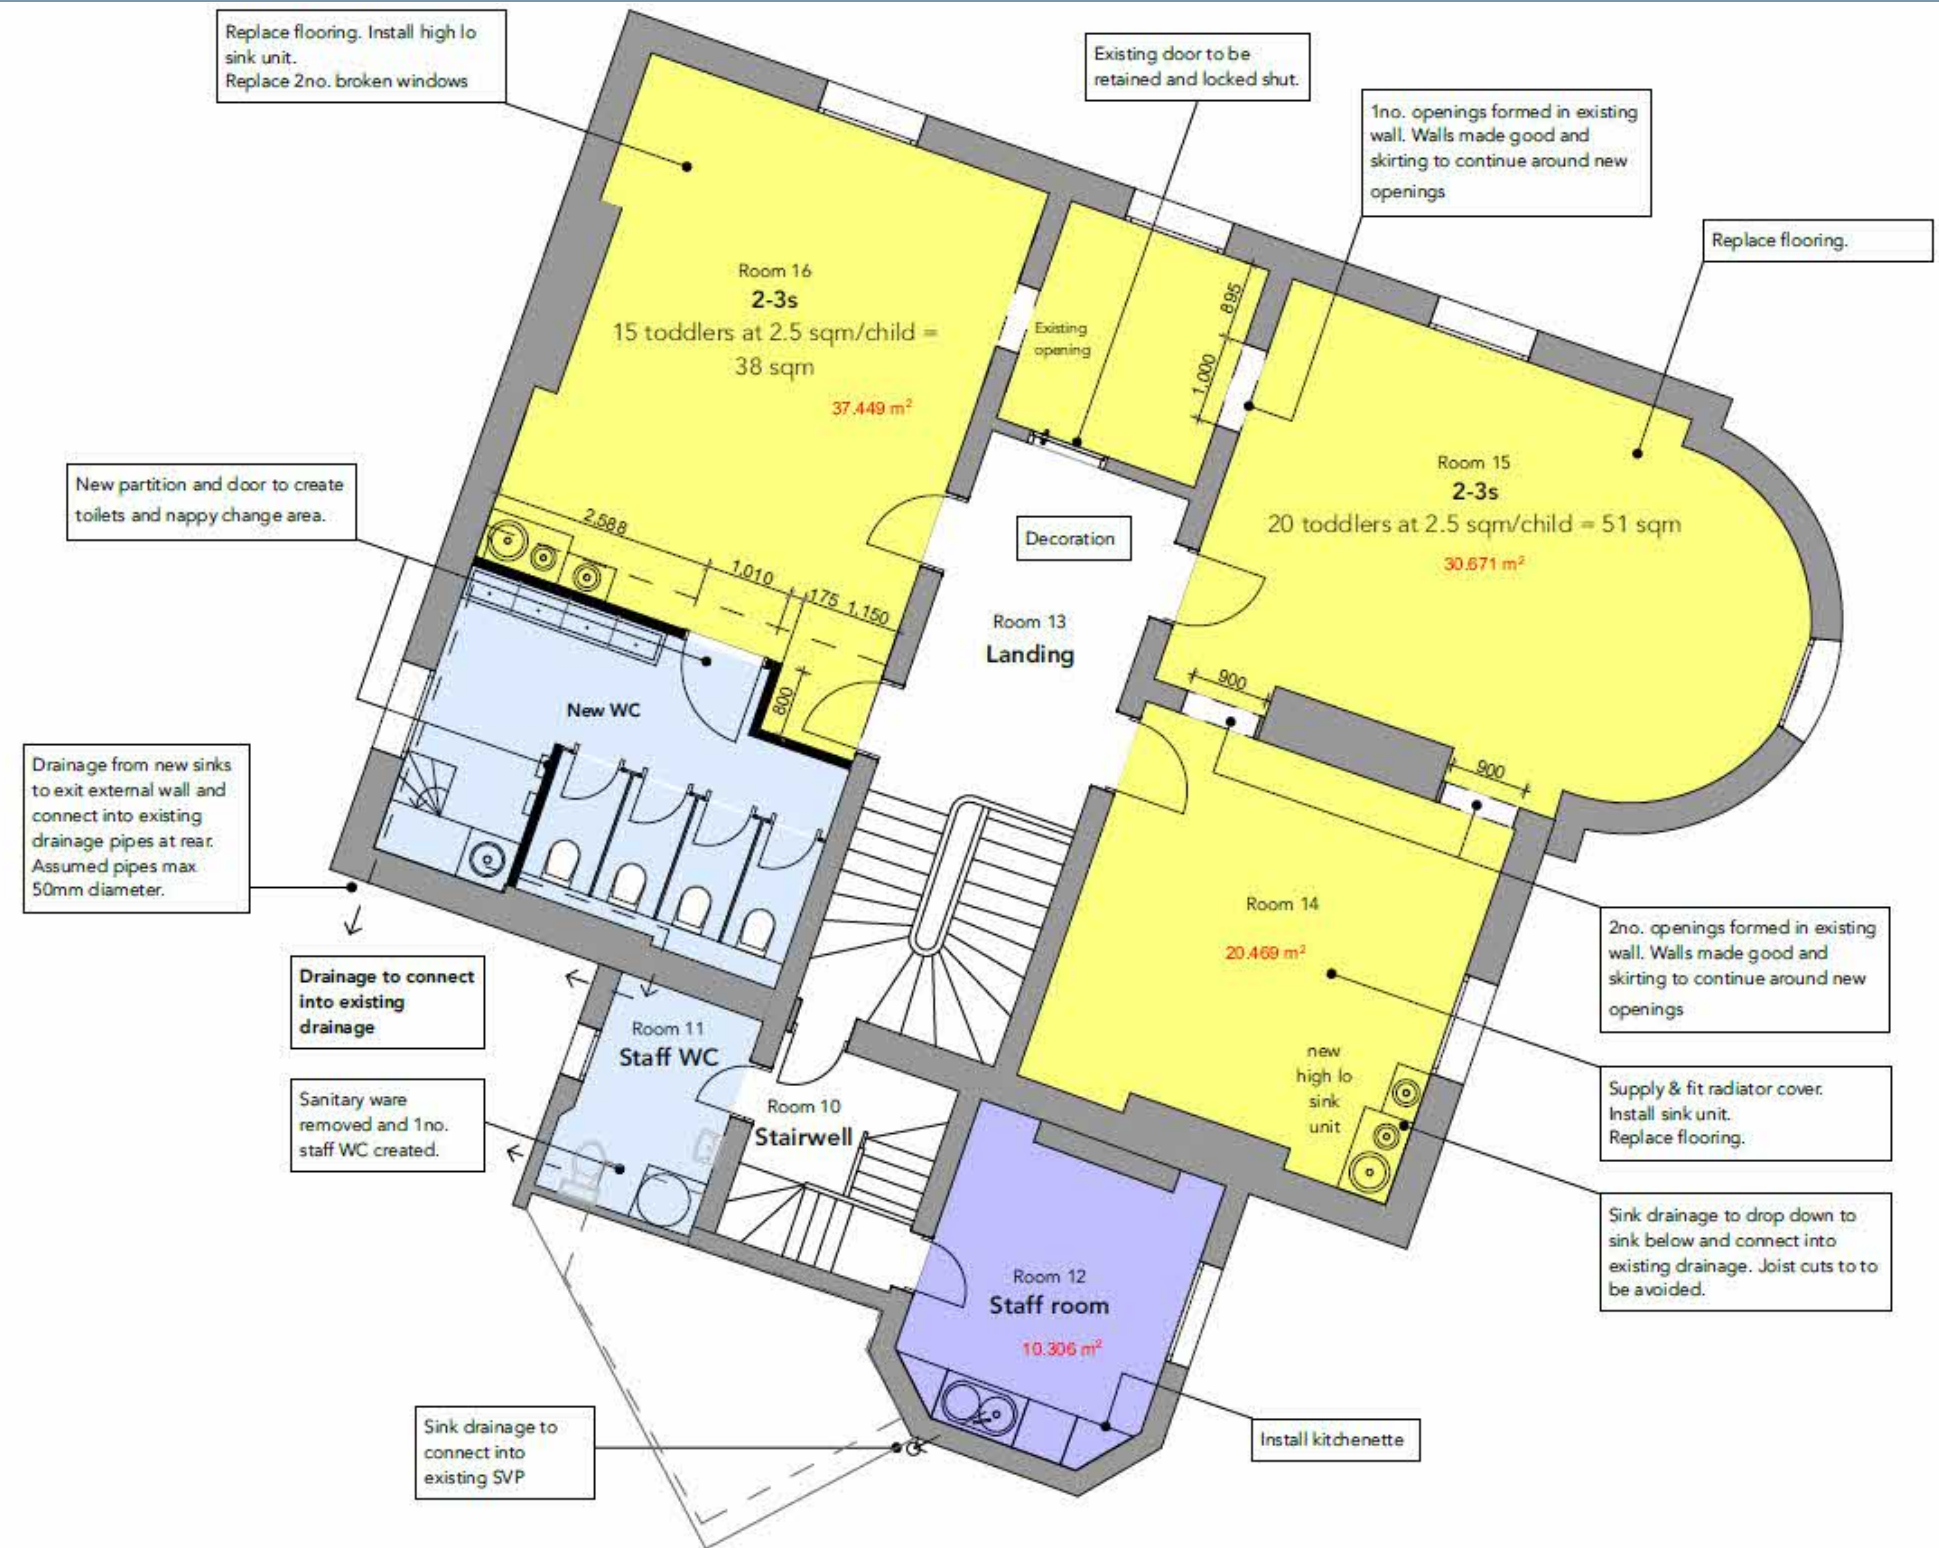 Replace flooring. Install high lo
sink unit.
Replace 2no. broken windows
Existing door to be
retained and locked shut.
1no. openings formed in existing
wall. Walls made good and
skirting to continue around new
openings
Replace flooring.
Room 16
2-3s
15 toddlers at 2.5 sqm/child =
38 sqm
37.449 m²
Existing
opening
895
1,000
Room 15
2-3s
20 toddlers at 2.5 sqm/child = 51 sqm
30.671 m²
New partition and door to create
toilets and nappy change area.
2,588
1,010
175
1,150
800
Decoration
Room 13
Landing
900
900
New WC
Drainage from new sinks
to exit external wall and
connect into existing
drainage pipes at rear.
Assumed pipes max
50mm diameter.
Drainage to connect
into existing
drainage
Room 14
20.469 m²
new
high lo
sink
unit
2no. openings formed in existing
wall. Walls made good and
skirting to continue around new
openings
Supply & fit radiator cover.
Install sink unit.
Replace flooring.
Sink drainage to drop down to
sink below and connect into
existing drainage. Joist cuts to to
be avoided.
Room 11
Staff WC
Sanitary ware
removed and 1no.
staff WC created.
Room 10
Stairwell
Room 12
Staff room
10.306 m²
Install kitchenette
Sink drainage to
connect into
existing SVP